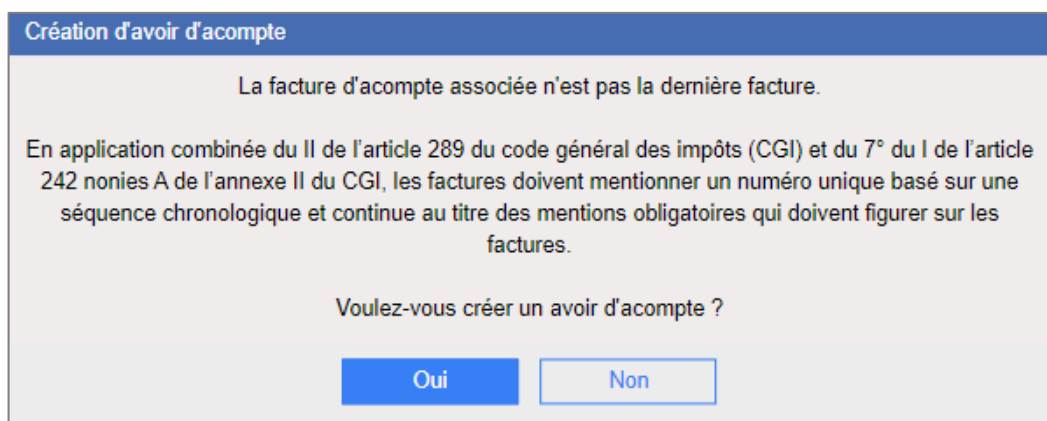 Création d'avoir d'acompte
La facture d'acompte associée n'est pas la dernière facture.
En application combinée du II de l'article 289 du code général des impôts (CGI) et du 7° du I de l'article
242 nonies A de l'annexe II du CGI, les factures doivent mentionner un numéro unique basé sur une
séquence chronologique et continue au titre des mentions obligatoires qui doivent figurer sur les
factures.
Voulez-vous créer un avoir d'acompte ?
Oui
Non